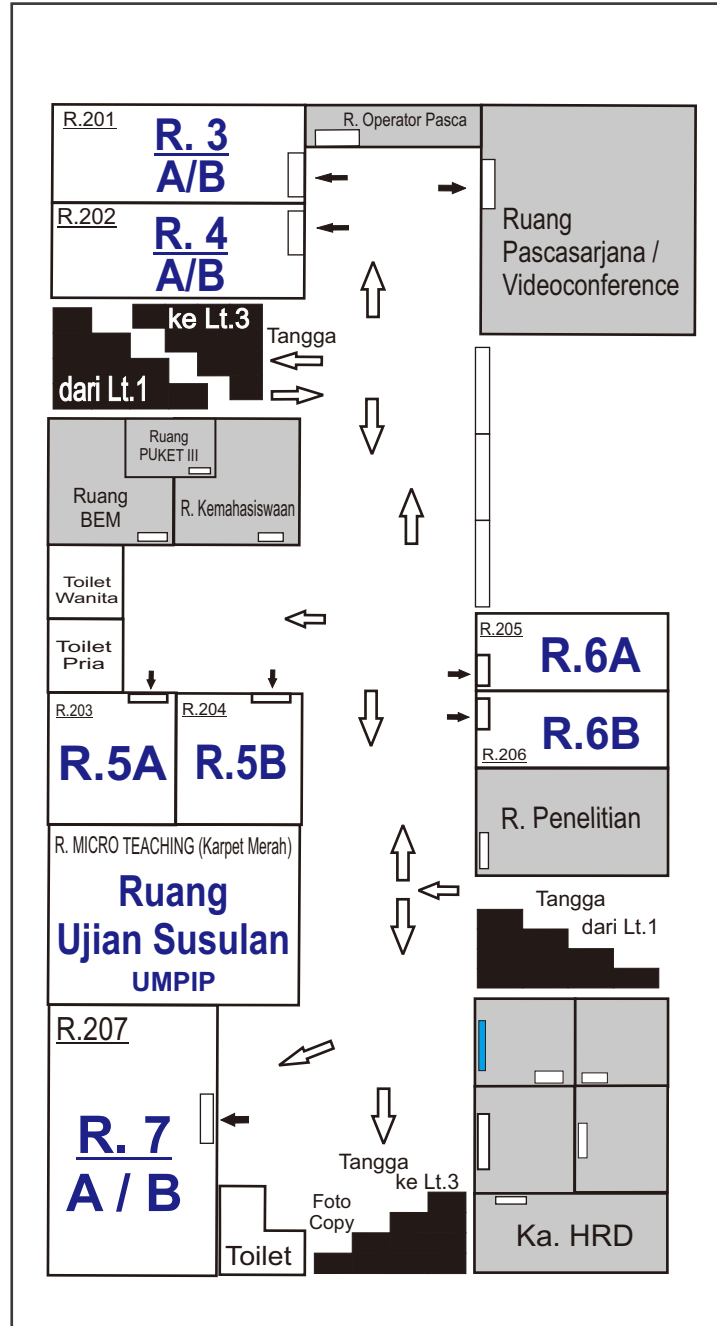 R.201
R. 3
A/B
R. Operator Pasca
R.202
R. 4
A/B
Ruang
Pascasarjana /
Videoconference
ke Lt.3
Tangga
dari Lt.1
Ruang
PUKET III
Ruang
BEM
R. Kemahasiswaan
Toilet
Wanita
Toilet
Pria
R.205
R.6A
R.203
R.5A
R.204
R.5B
R.6B
R.206
R. Penelitian
R. MICRO TEACHING (Karpet Merah)
Ruang
Ujian Susulan
UMPIP
Tangga
dari Lt.1
R.207
R. 7
A / B
Tangga
ke Lt.3
Foto
Copy
Toilet
Ka. HRD